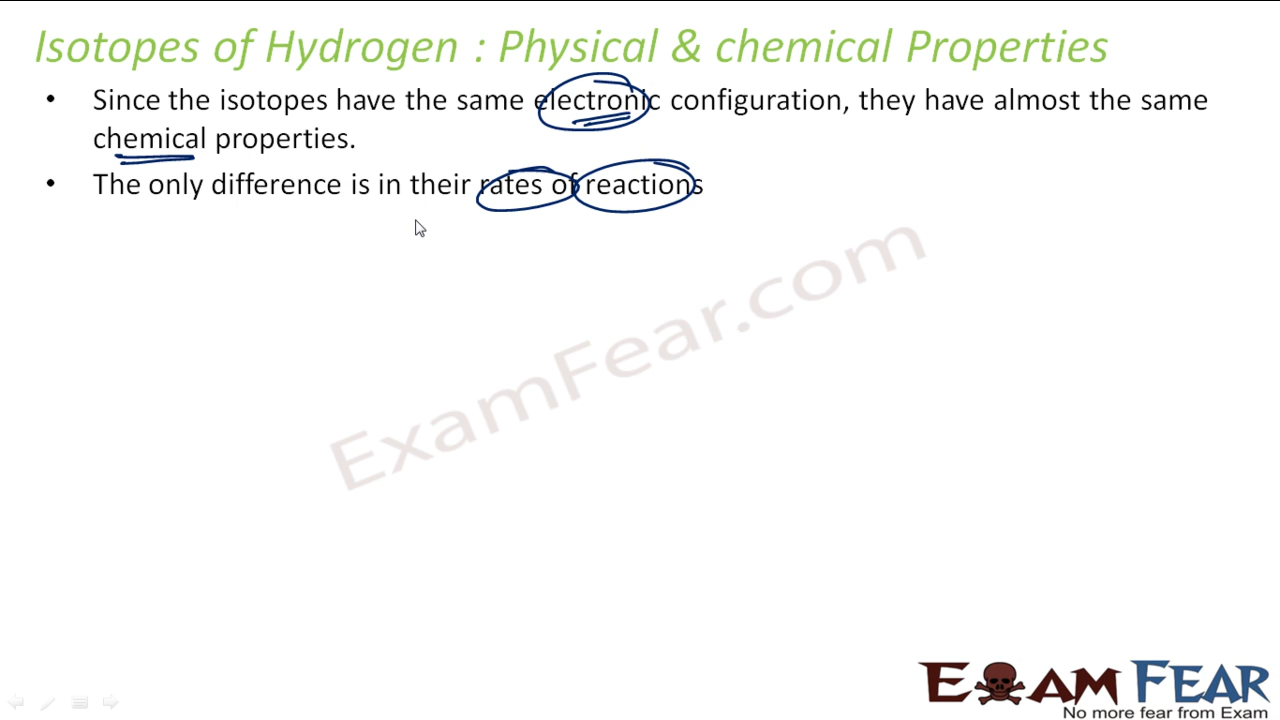 Isotopes of Hydrogen : Physical & chemical Properties
• Since the isotopes have the same electronic configuration, they have almost the same
chemical properties.
• The only difference is in their rates of reactions
ExamFear.com
EXAM FEAR
No more fear from Exam